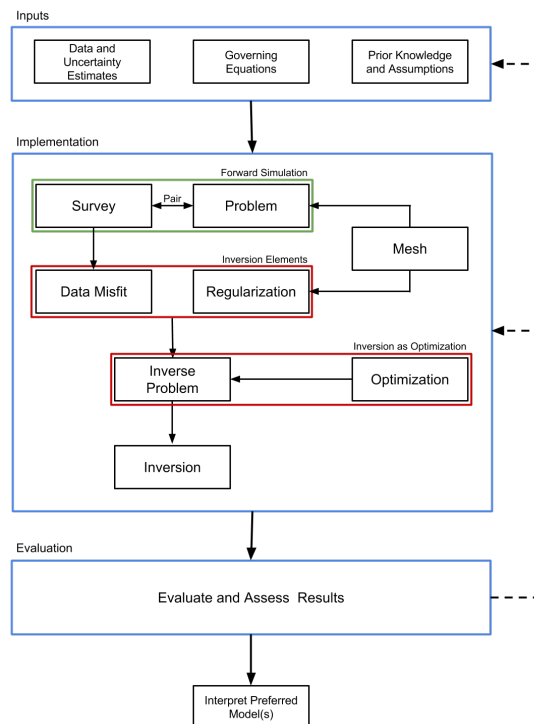 Inputs
Data and
Uncertainty
Estimates
Governing
Equations
Prior Knowledge
and Assumptions
Implementation
Forward Simulation
Survey
Pair
Problem
Mesh
Inversion Elements
Data Misfit
Regularization
Inversion as Optimization
Inverse
Problem
Optimization
Inversion
Evaluation
Evaluate and Assess Results
Interpret Preferred
Model(s)